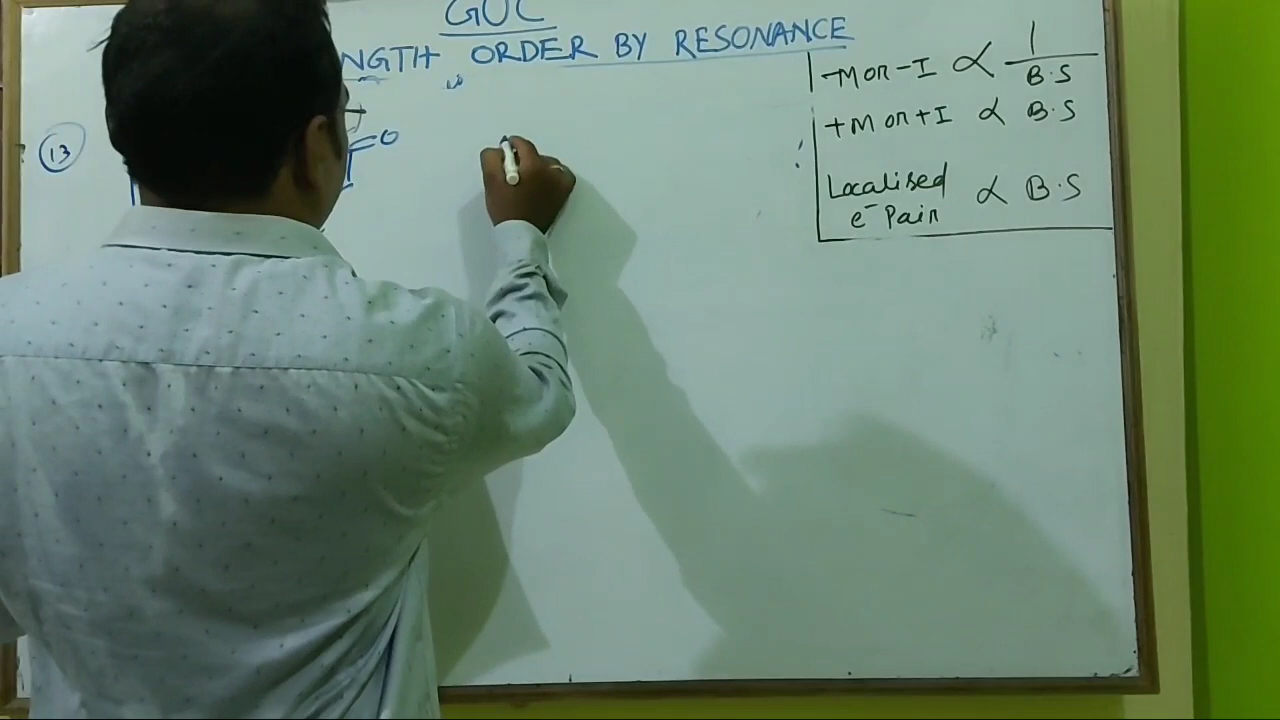 GOC
NGTH ORDER BY RESONANCE
(13)
O
-M or -I ∝ 1/B.S
+M or +I ∝ B.S
Localised e⁻ Pair ∝ B.S